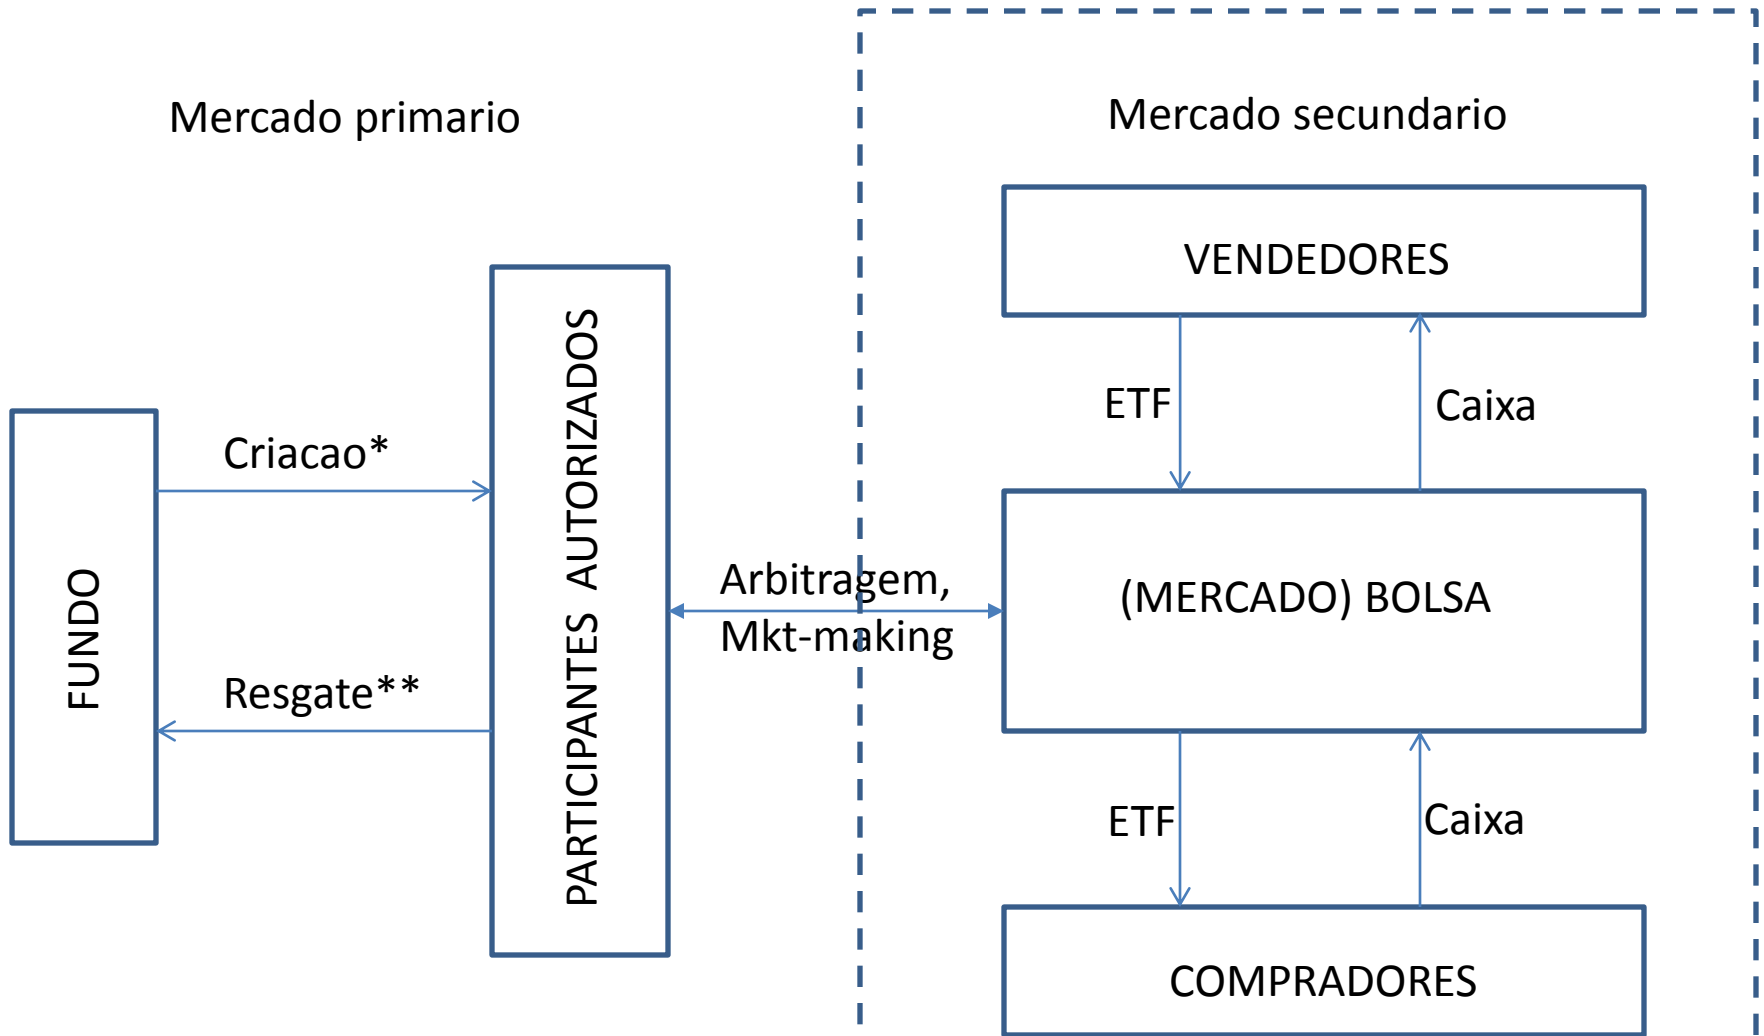 Mercado primario
Mercado secundario
VENDEDORES
ETF
Caixa
FUNDO
Criacao*
Resgate**
PARTICIPANTES AUTORIZADOS
Arbitragem,
Mkt-making
(MERCADO) BOLSA
ETF
Caixa
COMPRADORES